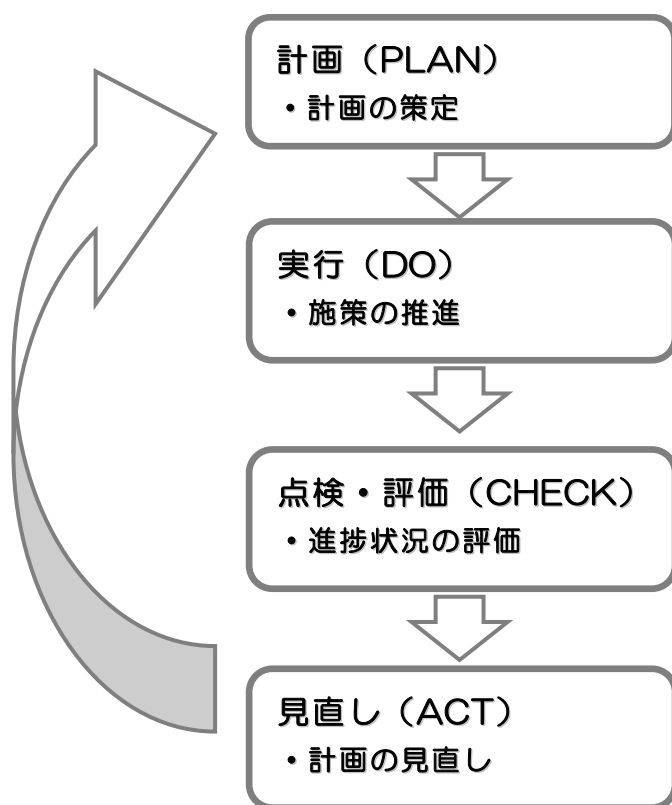 計画（PLAN）
・計画の策定
実行（DO）
・施策の推進
点検・評価（CHECK）
・進捗状況の評価
見直し（ACT）
・計画の見直し